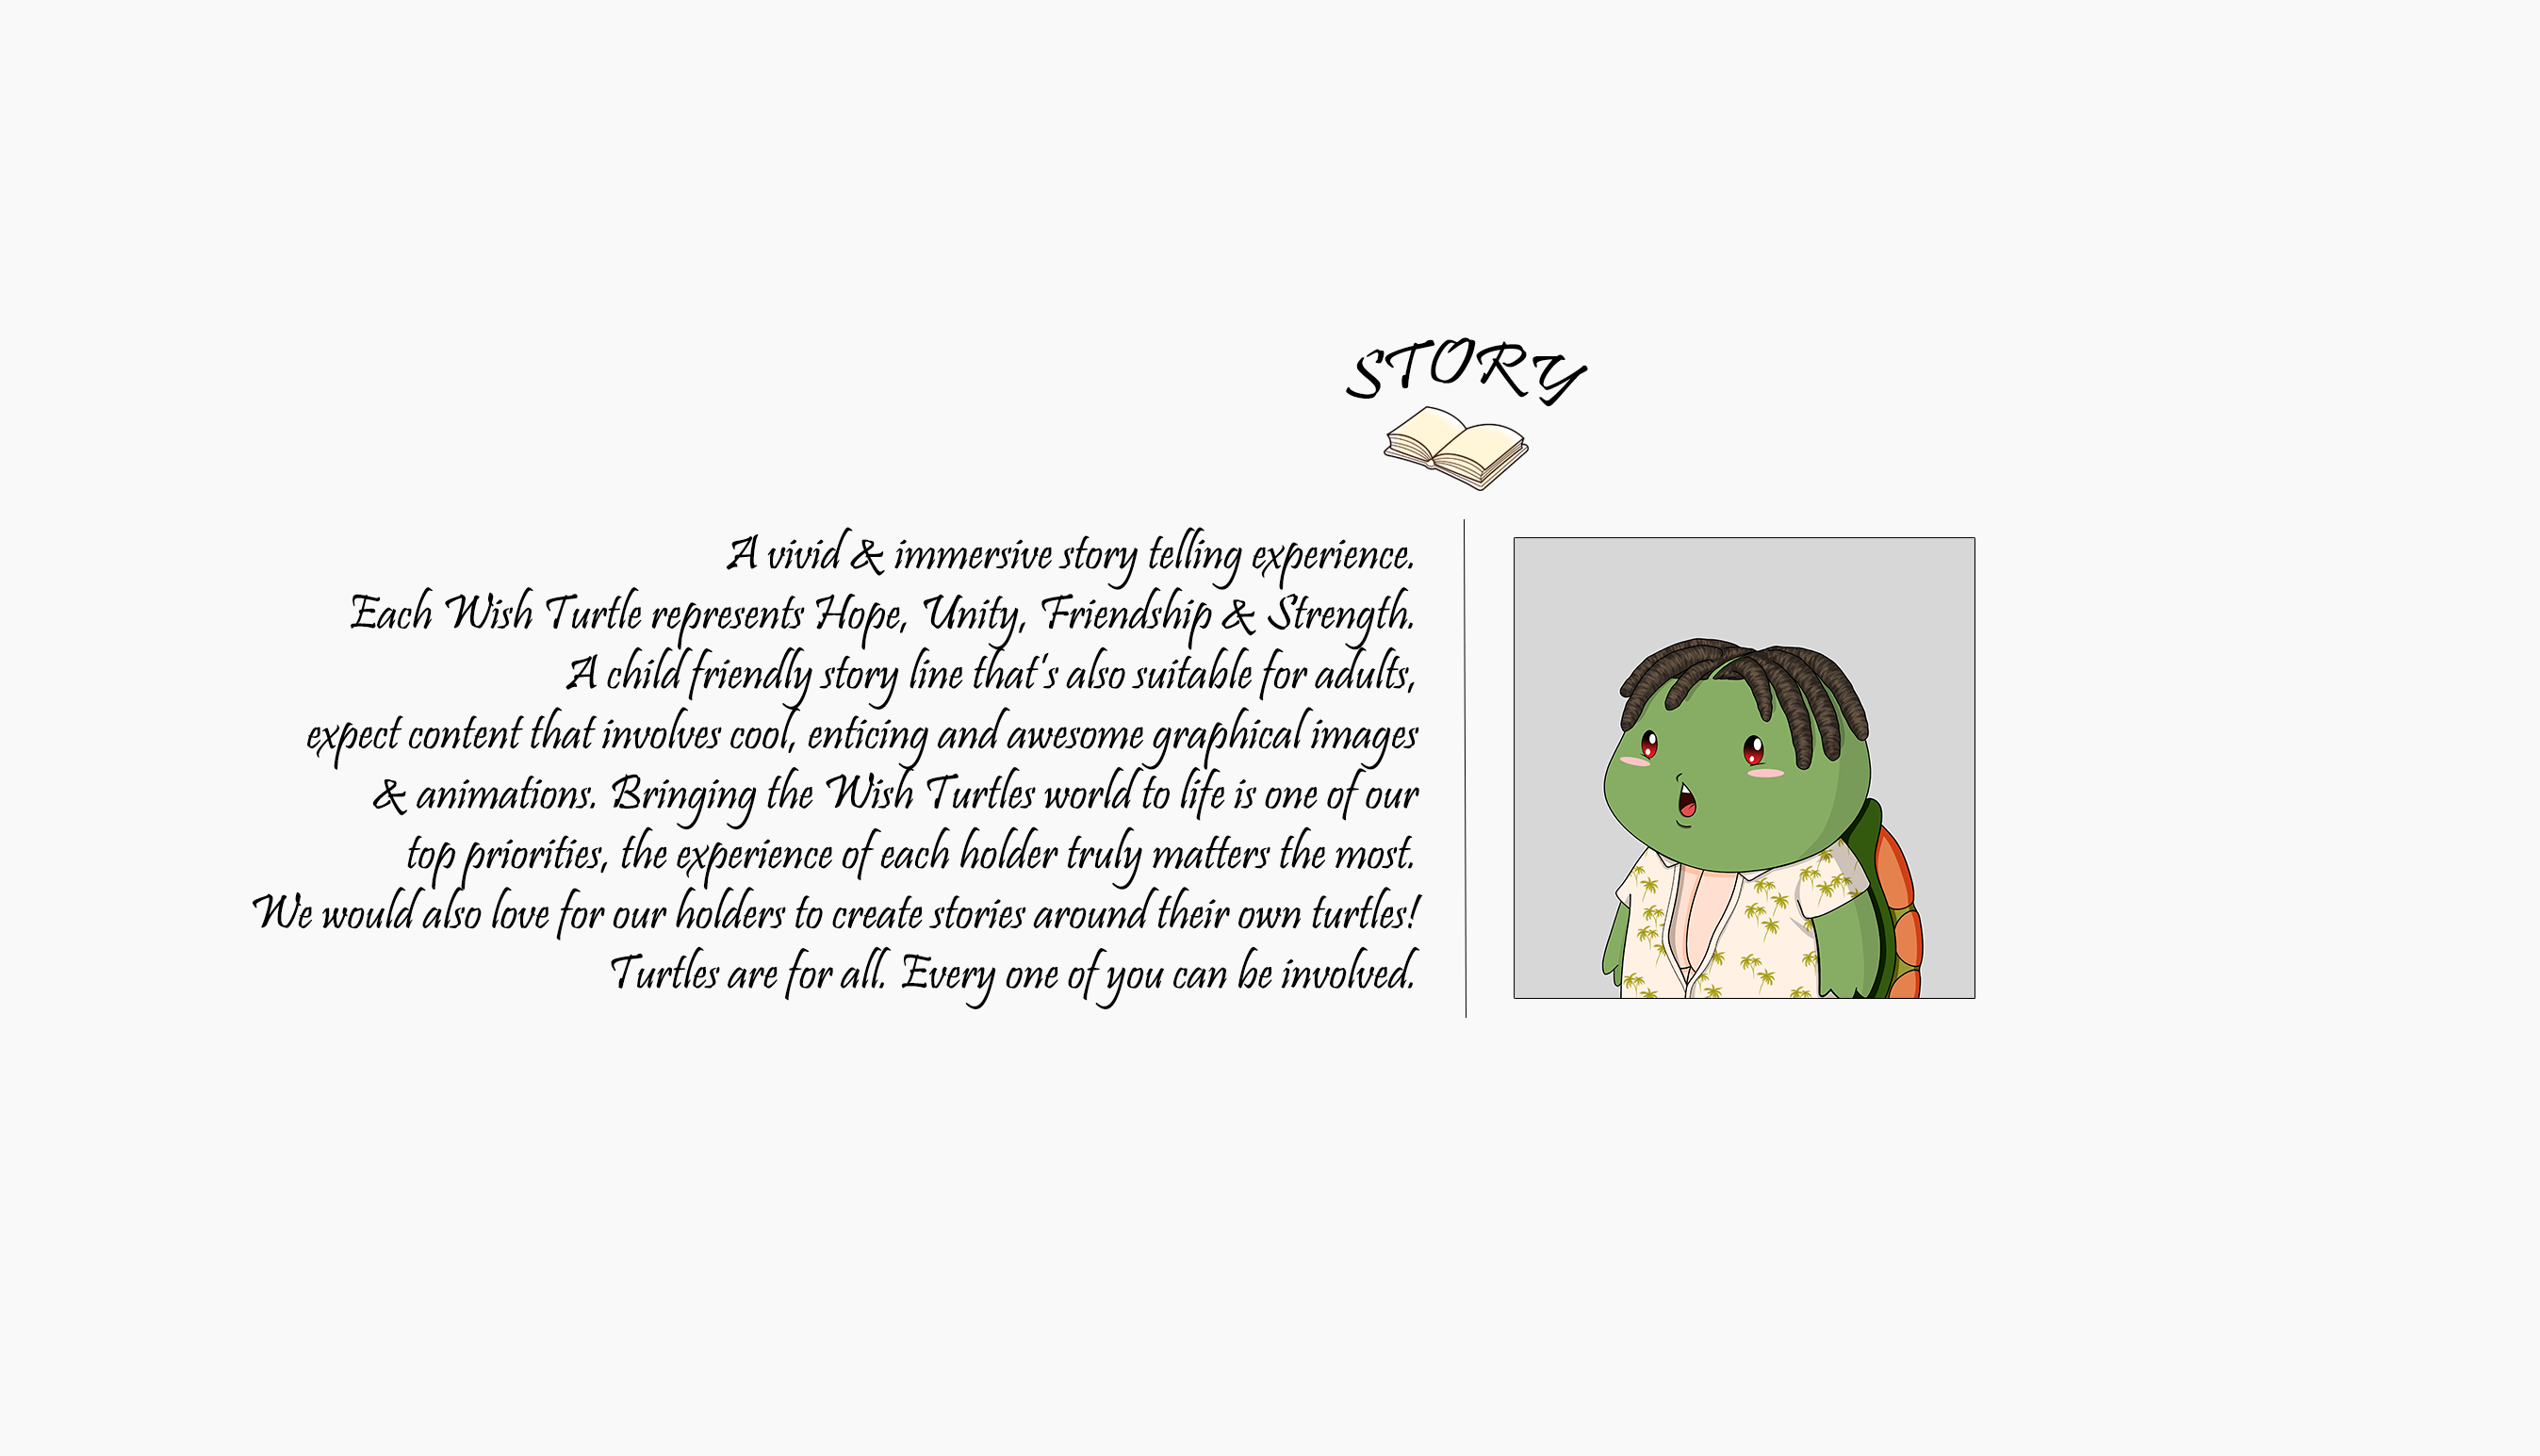 STORY
A vivid & immersive story telling experience.
Each Wish Turtle represents Hope, Unity, Friendship & Strength.
A child friendly story line that's also suitable for adults,
expect content that involves cool, enticing and awesome graphical images
& animations. Bringing the Wish Turtles world to life is one of our
top priorities, the experience of each holder truly matters the most.
We would also love for our holders to create stories around their own turtles!
Turtles are for all. Every one of you can be involved.